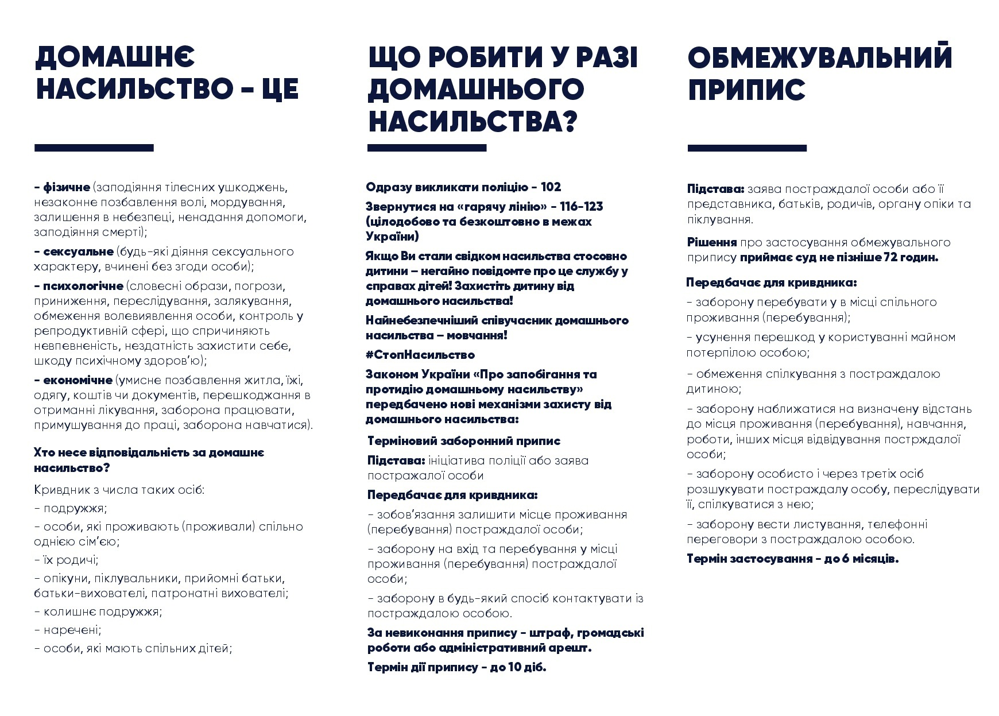 ДОМАШНЄ
НАСИЛЬСТВО - ЦЕ
- фізичне (заподіяння тілесних ушкоджень,
незаконне позбавлення волі, мордування,
залишення в небезпеці, ненадання допомоги,
заподіяння смерті);
- сексуальне (будь-які діяння сексуального
характеру, вчинені без згоди особи);
- психологічне (словесні образи, погрози,
приниження, переслідування, залякування,
обмеження волевиявлення особи, контроль у
репродуктивній сфері, що спричиняють
невпевненість, нездатність захистити себе,
шкоду психічному здоров’ю);
- економічне (умисне позбавлення житла, їжі,
одягу, коштів чи документів, перешкоджання в
отриманні лікування, заборона працювати,
примушування до праці, заборона навчатися).
Хто несе відповідальність за домашнє
насильство?
Кривдник з числа таких осіб:
- подружжя;
- особи, які проживають (проживали) спільно
однією сім’єю;
- їх родичі;
- опікуни, піклувальники, прийомні батьки,
батьки-вихователі, патронатні вихователі;
- колишнє подружжя;
- наречені;
- особи, які мають спільних дітей;
ЩО РОБИТИ У РАЗІ
ДОМАШНЬОГО
НАСИЛЬСТВА?
Одразу викликати поліцію - 102
Звернутися на «гарячу лінію» - 116-123
(цілодобово та безкоштовно в межах
України)
Якщо Ви стали свідком насильства стосовно
дитини – негайно повідомте про це службу у
справах дітей! Захистіть дитину від
домашнього насильства!
Найнебезпечніший співучасник домашнього
насильства – мовчання!
#СтопНасильство
Законом України «Про запобігання та
протидію домашньому насильству»
передбачено нові механізми захисту від
домашнього насильства:
Терміновий заборонний припис
Підстава: ініціатива поліції або заява
постражалої особи
Передбачає для кривдника:
- зобов’язання залишити місце проживання
(перебування) постраждалої особи;
- заборону на вхід та перебування у місці
проживання (перебування) постраждалої
особи;
- заборону в будь-який спосіб контактувати із
постраждалою особою.
За невиконання припису - штраф, громадські
роботи або адміністративний арешт.
Термін дії припису - до 10 діб.
ОБМЕЖУВАЛЬНИЙ
ПРИПИС
Підстава: заява постраждалої особи або її
представника, батьків, родичів, органу опіки та
піклування.
Рішення про застосування обмежувального
припису приймає суд не пізніше 72 годин.
Передбачає для кривдника:
- заборону перебувати у в місці спільного
проживання (перебування);
- усунення перешкод у користуванні майном
потерпілою особою;
- обмеження спілкування з постраждалою
дитиною;
- заборону наближатися на визначену відстань
до місця проживання (перебування), навчання,
роботи, інших місця відвідування построждалої
особи;
- заборону особисто і через третіх осіб
розшукувати постраждалу особу, переслідувати
її, спілкуватися з нею;
- заборону вести листування, телефонні
переговори з постраждалою особою.
Термін застосування - до 6 місяців.